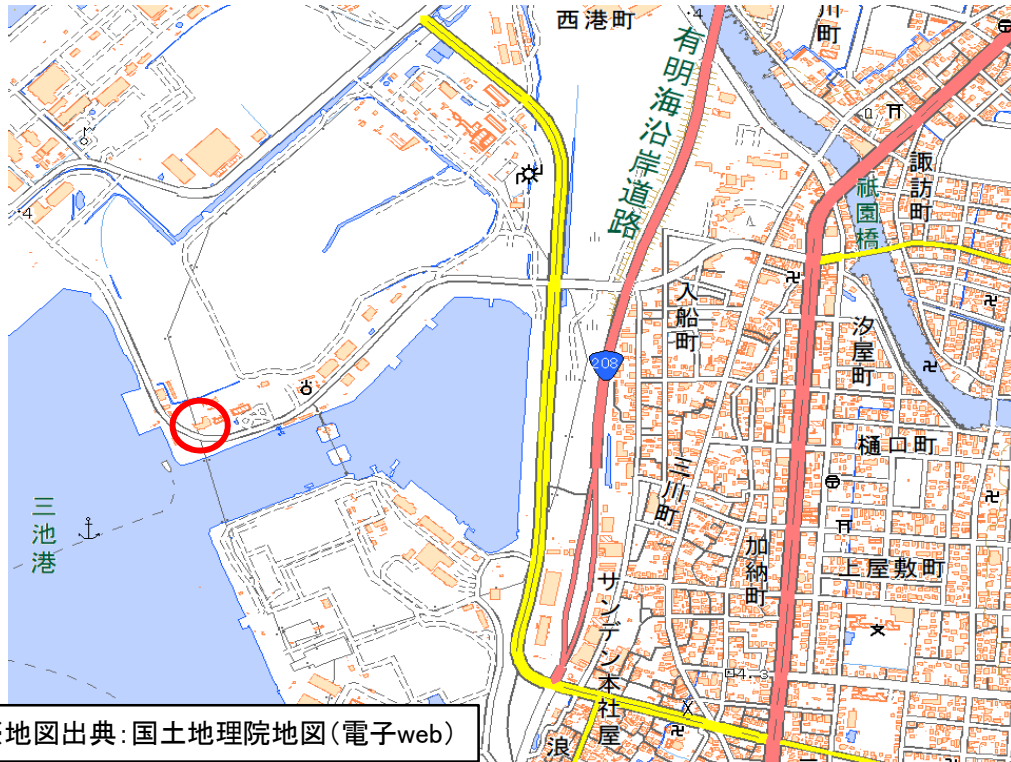 西港町
川町
有明海沿岸道路
諏訪町
祇園橋
入船町
汐屋町
208
樋口町
三川町
三池港
加納町
上屋敷町
サンデン本社屋
浪
地図出典：国土地理院地図（電子web）